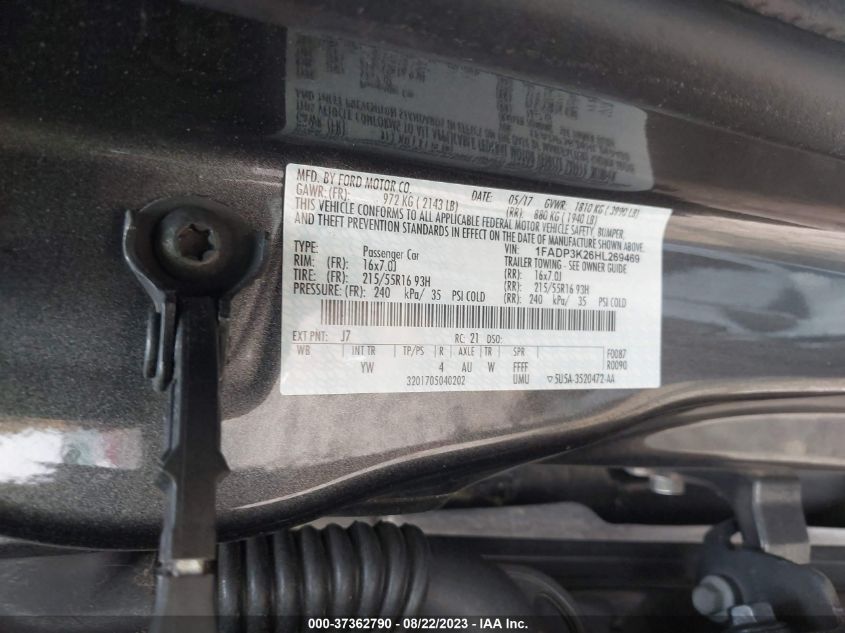 MFD. BY FORD MOTOR CO. DATE: 05/17 GVWR: 1810 KG ( 3990 LB)
GAWR: (FR): 972 KG ( 2143 LB) (RR): 880 KG ( 1940 LB)
THIS VEHICLE CONFORMS TO ALL APPLICABLE FEDERAL MOTOR VEHICLE SAFETY, BUMPER,
AND THEFT PREVENTION STANDARDS IN EFFECT ON THE DATE OF MANUFACTURE SHOWN ABOVE.
VIN: 1FADP3K26HL269469
TYPE: Passenger Car TRAILER TOWING - SEE OWNER GUIDE
RIM: (FR): 16x7.0J (RR): 16x7.0J
TIRE: (FR): 215/55R16 93H (RR): 215/55R16 93H
PRESSURE: (FR): 240 kPa/ 35 PSI COLD (RR): 240 kPa/ 35 PSI COLD
EXT PNT: J7 RC: 21 DSO:
WB INT TR TP/PS R AXLE TR SPR F0087
YW 4 AU W FFFF R0090
3201705040202 UMU ▽5U5A-3520472-AA
000-37362790 - 08/22/2023 - IAA Inc.